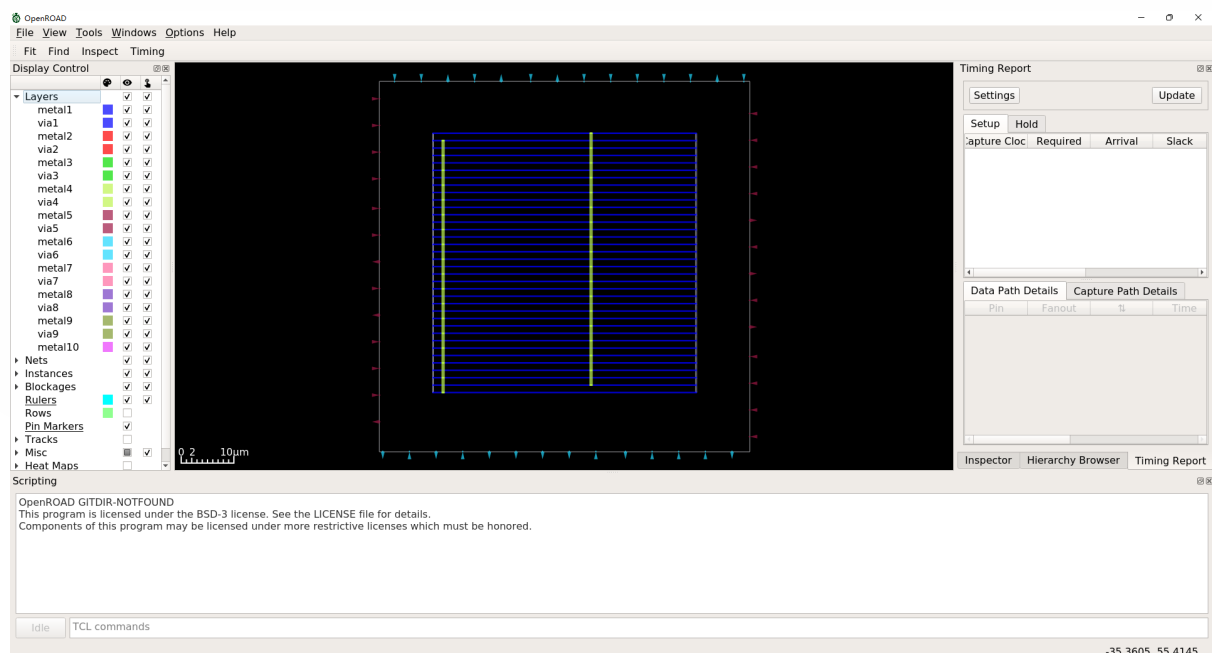 OpenROAD
File View Tools Windows Options Help
Fit Find Inspect Timing
Display Control
Layers
metal1
via1
metal2
via2
metal3
via3
metal4
via4
metal5
via5
metal6
via6
metal7
via7
metal8
via8
metal9
via9
metal10
Nets
Instances
Blockages
Rulers
Rows
Pin Markers
Tracks
Misc
Heat Maps
0 2 10μm
Timing Report
Settings Update
Setup Hold
apture Cloc Required Arrival Slack
Data Path Details Capture Path Details
Pin Fanout ⇅ Time
Inspector Hierarchy Browser Timing Report
Scripting
OpenROAD GITDIR-NOTFOUND
This program is licensed under the BSD-3 license. See the LICENSE file for details.
Components of this program may be licensed under more restrictive licenses which must be honored.
Idle TCL commands
-35.3605, 55.4145